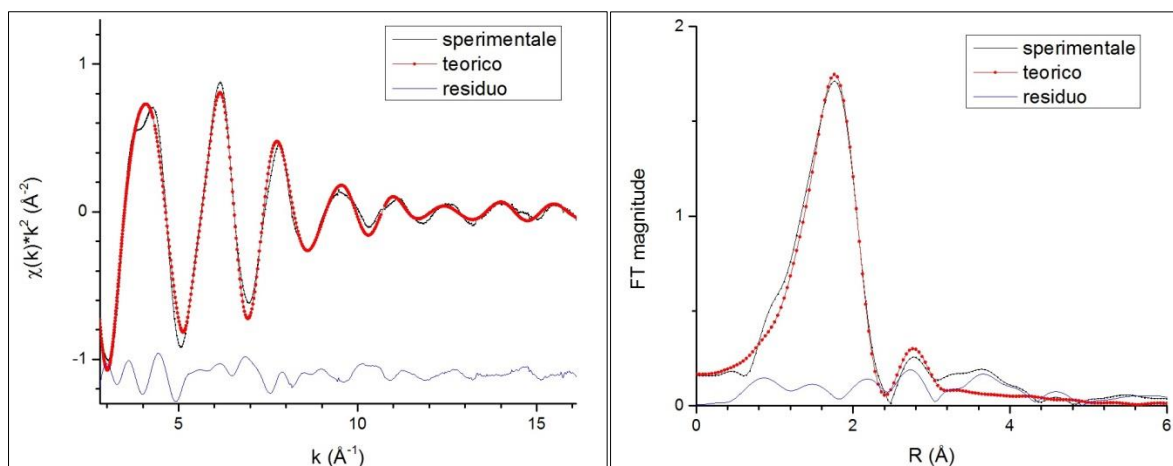 sperimentale
teorico
residuo
1
0
-1
χ(k)*k² (Å⁻²)
5
10
15
k (Å⁻¹)
sperimentale
teorico
residuo
2
1
0
FT magnitude
0
2
4
6
R (Å)